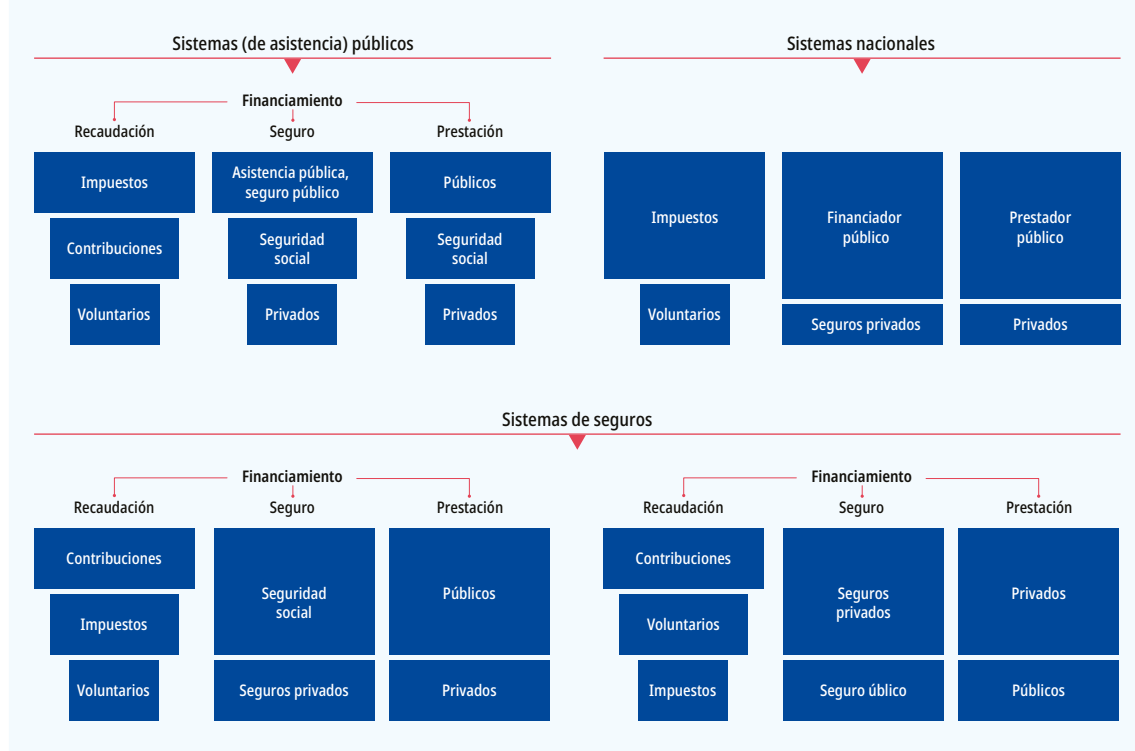 Sistemas (de asistencia) públicos
Financiamiento
Recaudación
Seguro
Prestación
Impuestos
Asistencia pública,
seguro público
Públicos
Contribuciones
Seguridad
social
Seguridad
social
Voluntarios
Privados
Privados
Sistemas nacionales
Impuestos
Financiador
público
Prestador
público
Voluntarios
Seguros privados
Privados
Sistemas de seguros
Financiamiento
Recaudación
Seguro
Prestación
Contribuciones
Seguridad
social
Públicos
Impuestos
Voluntarios
Seguros privados
Privados
Financiamiento
Recaudación
Seguro
Prestación
Contribuciones
Seguros
privados
Privados
Voluntarios
Impuestos
Seguro úblico
Públicos